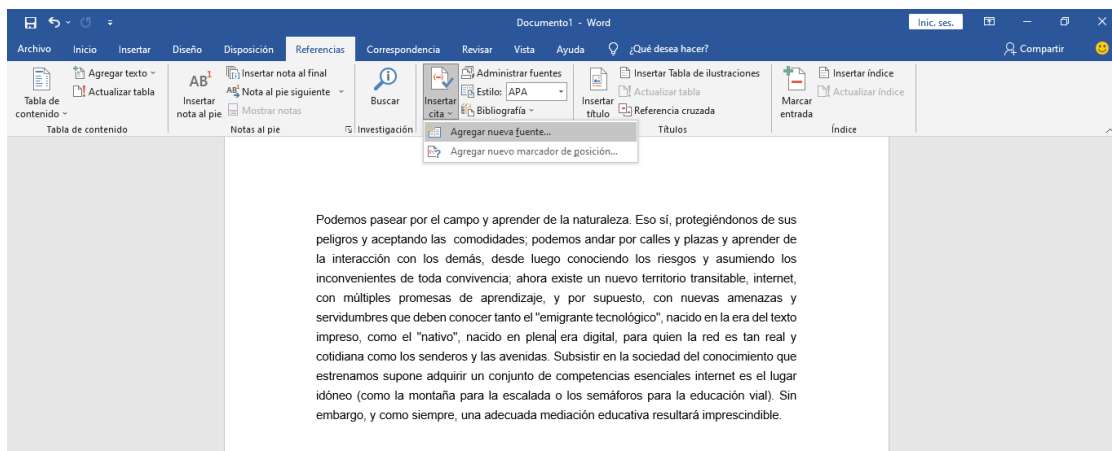 Documento1 - Word
Inic. ses.
Archivo Inicio Insertar Diseño Disposición Referencias Correspondencia Revisar Vista Ayuda ¿Qué desea hacer? Compartir
Tabla de contenido
Agregar texto
Actualizar tabla
Tabla de contenido
AB1
Insertar nota al pie
Insertar nota al final
AB1 Nota al pie siguiente
Mostrar notas
Notas al pie
Buscar
Investigación
Insertar cita
Administrar fuentes
Estilo: APA
Bibliografía
Agregar nueva fuente...
Agregar nuevo marcador de posición...
Insertar título
Insertar Tabla de ilustraciones
Actualizar tabla
Referencia cruzada
Títulos
Marcar entrada
Insertar índice
Actualizar índice
Índice
Podemos pasear por el campo y aprender de la naturaleza. Eso sí, protegiéndonos de sus
peligros y aceptando las comodidades; podemos andar por calles y plazas y aprender de
la interacción con los demás, desde luego conociendo los riesgos y asumiendo los
inconvenientes de toda convivencia; ahora existe un nuevo territorio transitable, internet,
con múltiples promesas de aprendizaje, y por supuesto, con nuevas amenazas y
servidumbres que deben conocer tanto el "emigrante tecnológico", nacido en la era del texto
impreso, como el "nativo", nacido en plena era digital, para quien la red es tan real y
cotidiana como los senderos y las avenidas. Subsistir en la sociedad del conocimiento que
estrenamos supone adquirir un conjunto de competencias esenciales internet es el lugar
idóneo (como la montaña para la escalada o los semáforos para la educación vial). Sin
embargo, y como siempre, una adecuada mediación educativa resultará imprescindible.